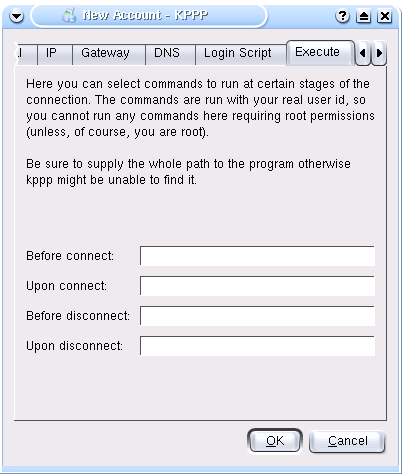 New Account - KPPP
IP Gateway DNS Login Script Execute
Here you can select commands to run at certain stages of the
connection. The commands are run with your real user id, so
you cannot run any commands here requiring root permissions
(unless, of course, you are root).
Be sure to supply the whole path to the program otherwise
kppp might be unable to find it.
Before connect:
Upon connect:
Before disconnect:
Upon disconnect:
OK Cancel